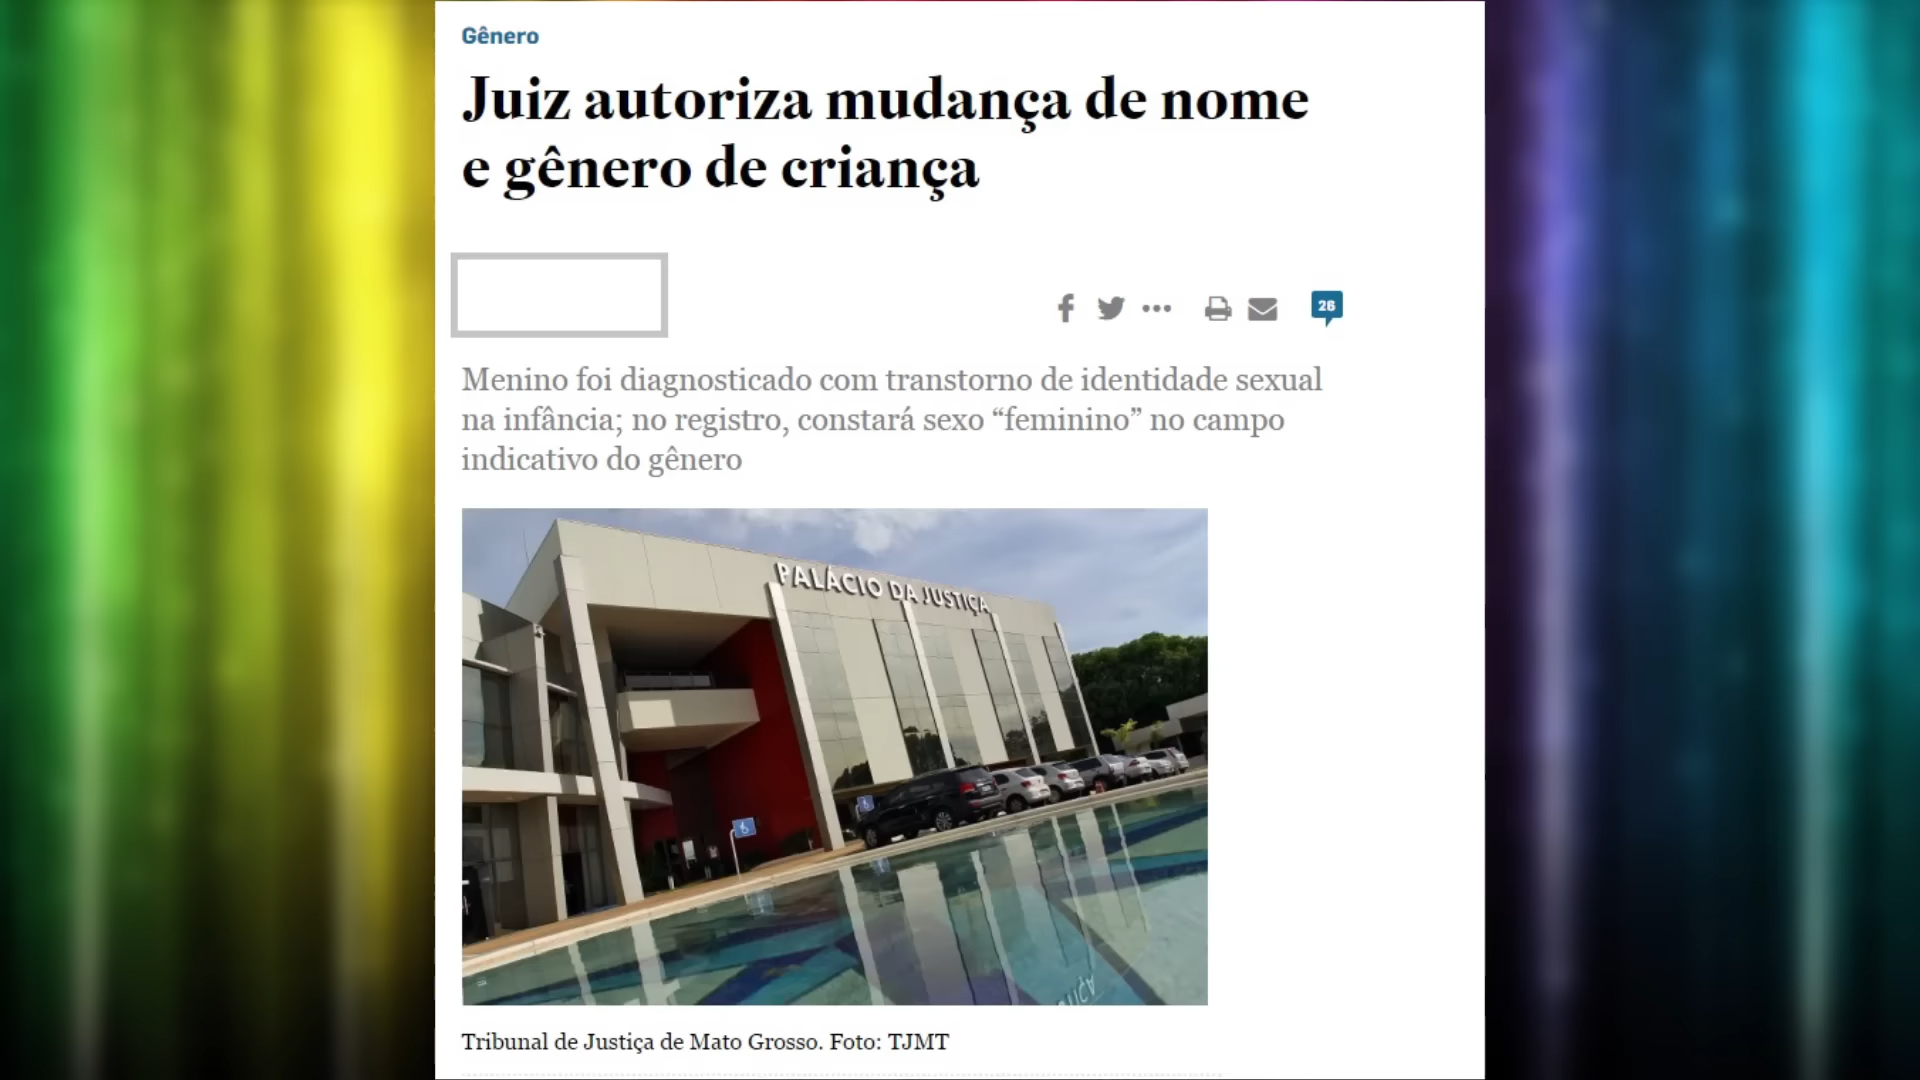 Gênero
Juiz autoriza mudança de nome
e gênero de criança
26
Menino foi diagnosticado com transtorno de identidade sexual
na infância; no registro, constará sexo “feminino” no campo
indicativo do gênero
PALÁCIO DA JUSTIÇA
Tribunal de Justiça de Mato Grosso. Foto: TJMT